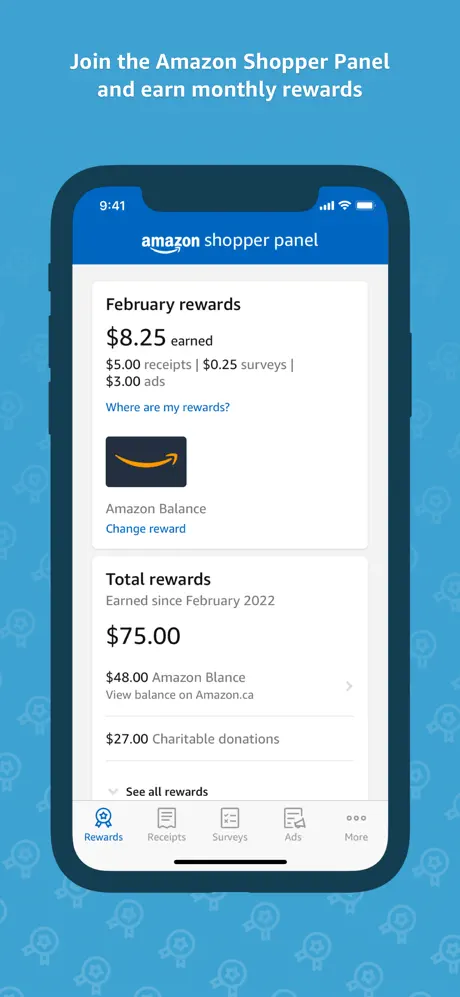 Join the Amazon Shopper Panel
and earn monthly rewards
9:41
amazon shopper panel
February rewards
$8.25 earned
$5.00 receipts | $0.25 surveys |
$3.00 ads
Where are my rewards?
Amazon Balance
Change reward
Total rewards
Earned since February 2022
$75.00
$48.00 Amazon Blance
View balance on Amazon.ca
$27.00 Charitable donations
See all rewards
Rewards Receipts Surveys Ads More